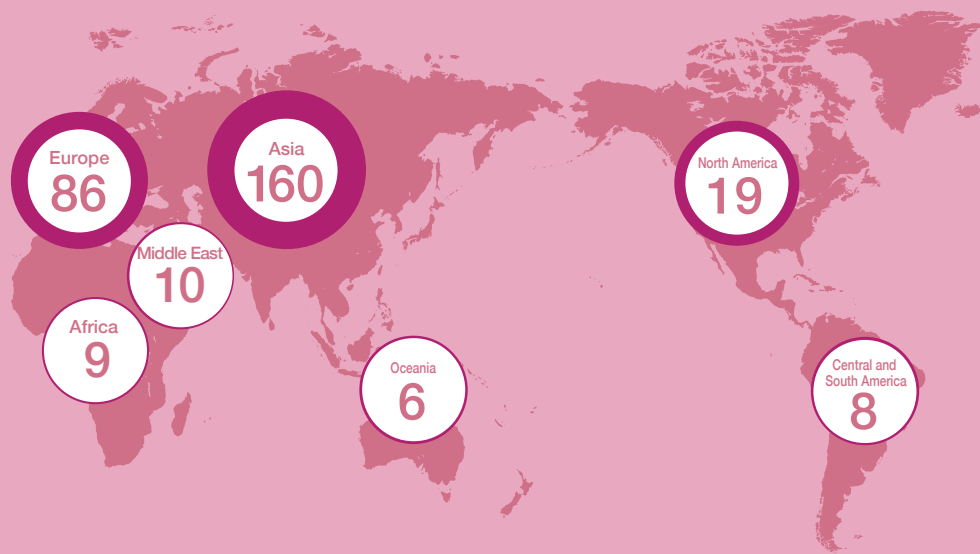 Europe
86
Asia
160
North America
19
Middle East
10
Africa
9
Oceania
6
Central and
South America
8